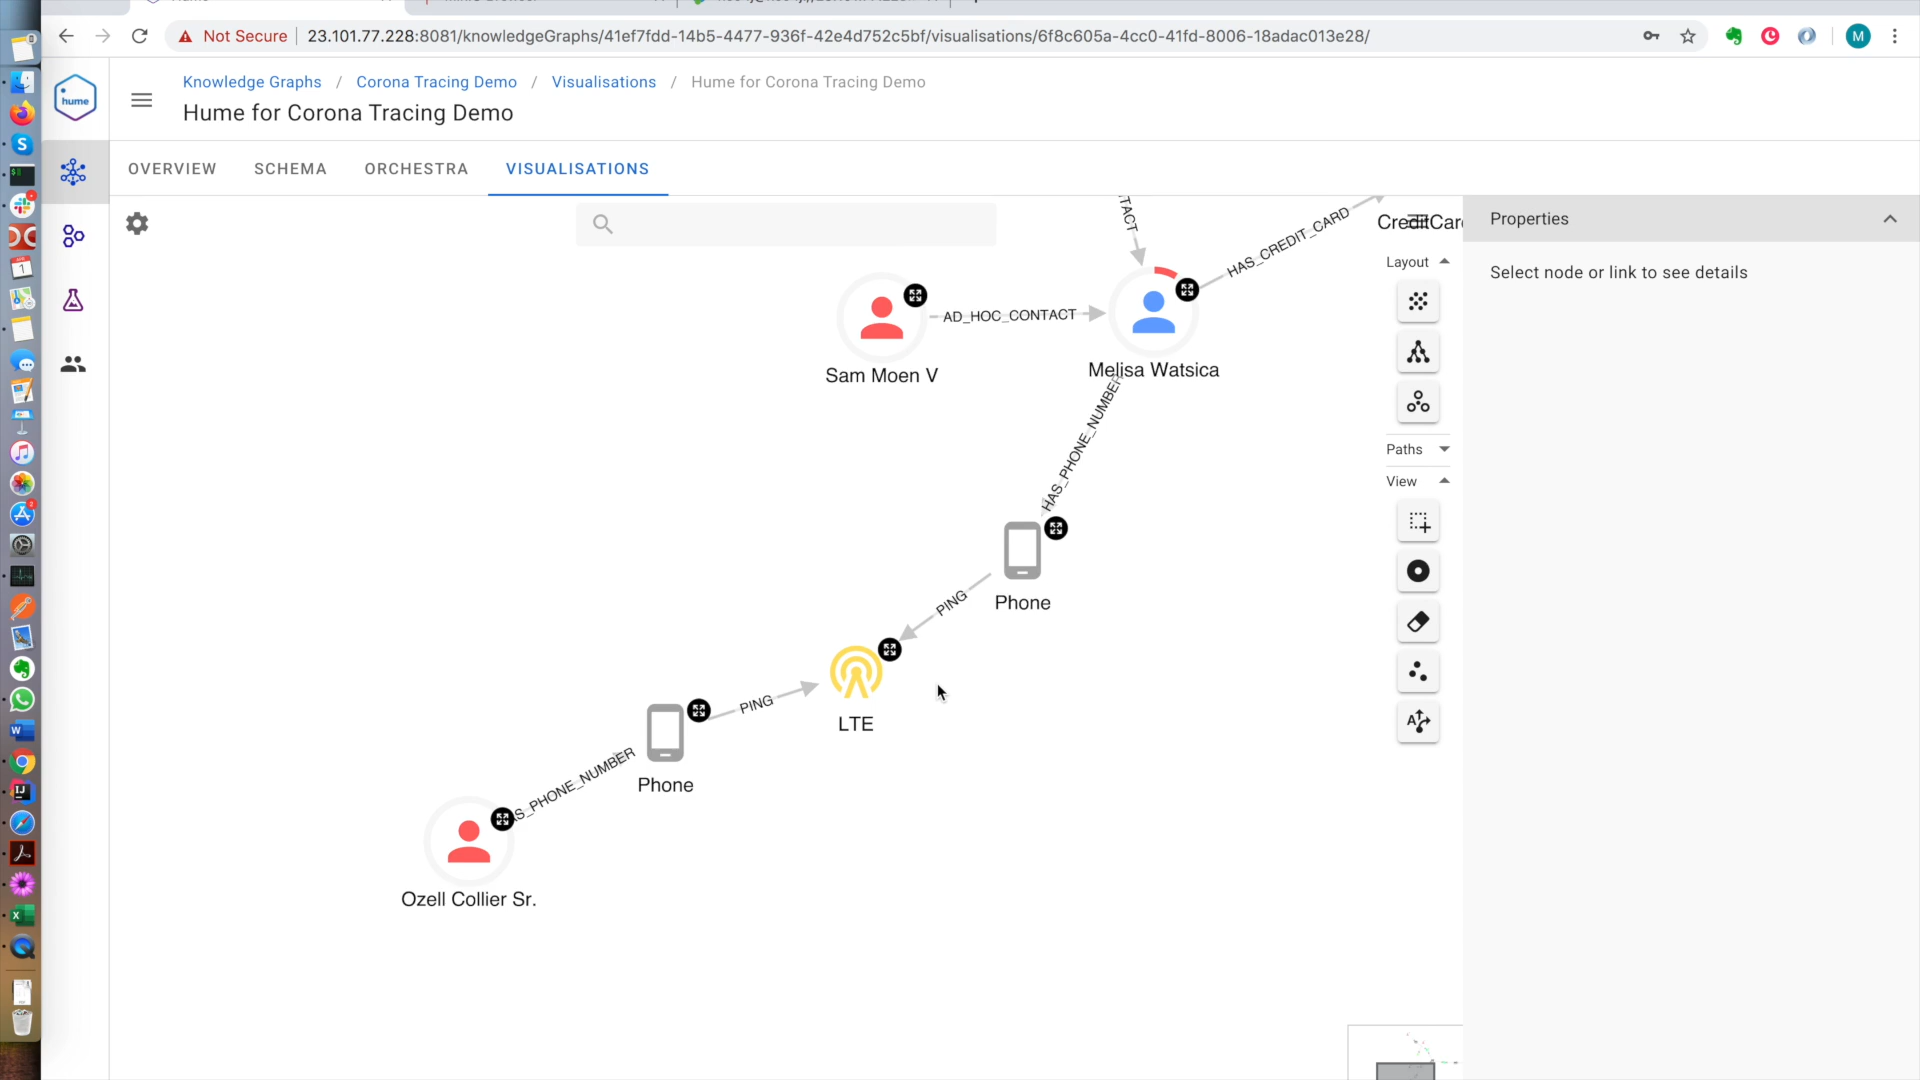 Not Secure
23.101.77.228:8081/knowledgeGraphs/41ef7fdd-14b5-4477-936f-42e4d752c5bf/visualisations/6f8c605a-4cc0-41fd-8006-18adac013e28/
M
hume
Knowledge Graphs / Corona Tracing Demo / Visualisations / Hume for Corona Tracing Demo
Hume for Corona Tracing Demo
OVERVIEW SCHEMA ORCHESTRA VISUALISATIONS
TACT
HAS_CREDIT_CARD
CreditCard
Properties
Select node or link to see details
Layout
AD_HOC_CONTACT
Sam Moen V
Melisa Watsica
HAS_PHONE_NUMBER
Paths
View
PING
Phone
PING
LTE
Phone
S_PHONE_NUMBER
Ozell Collier Sr.